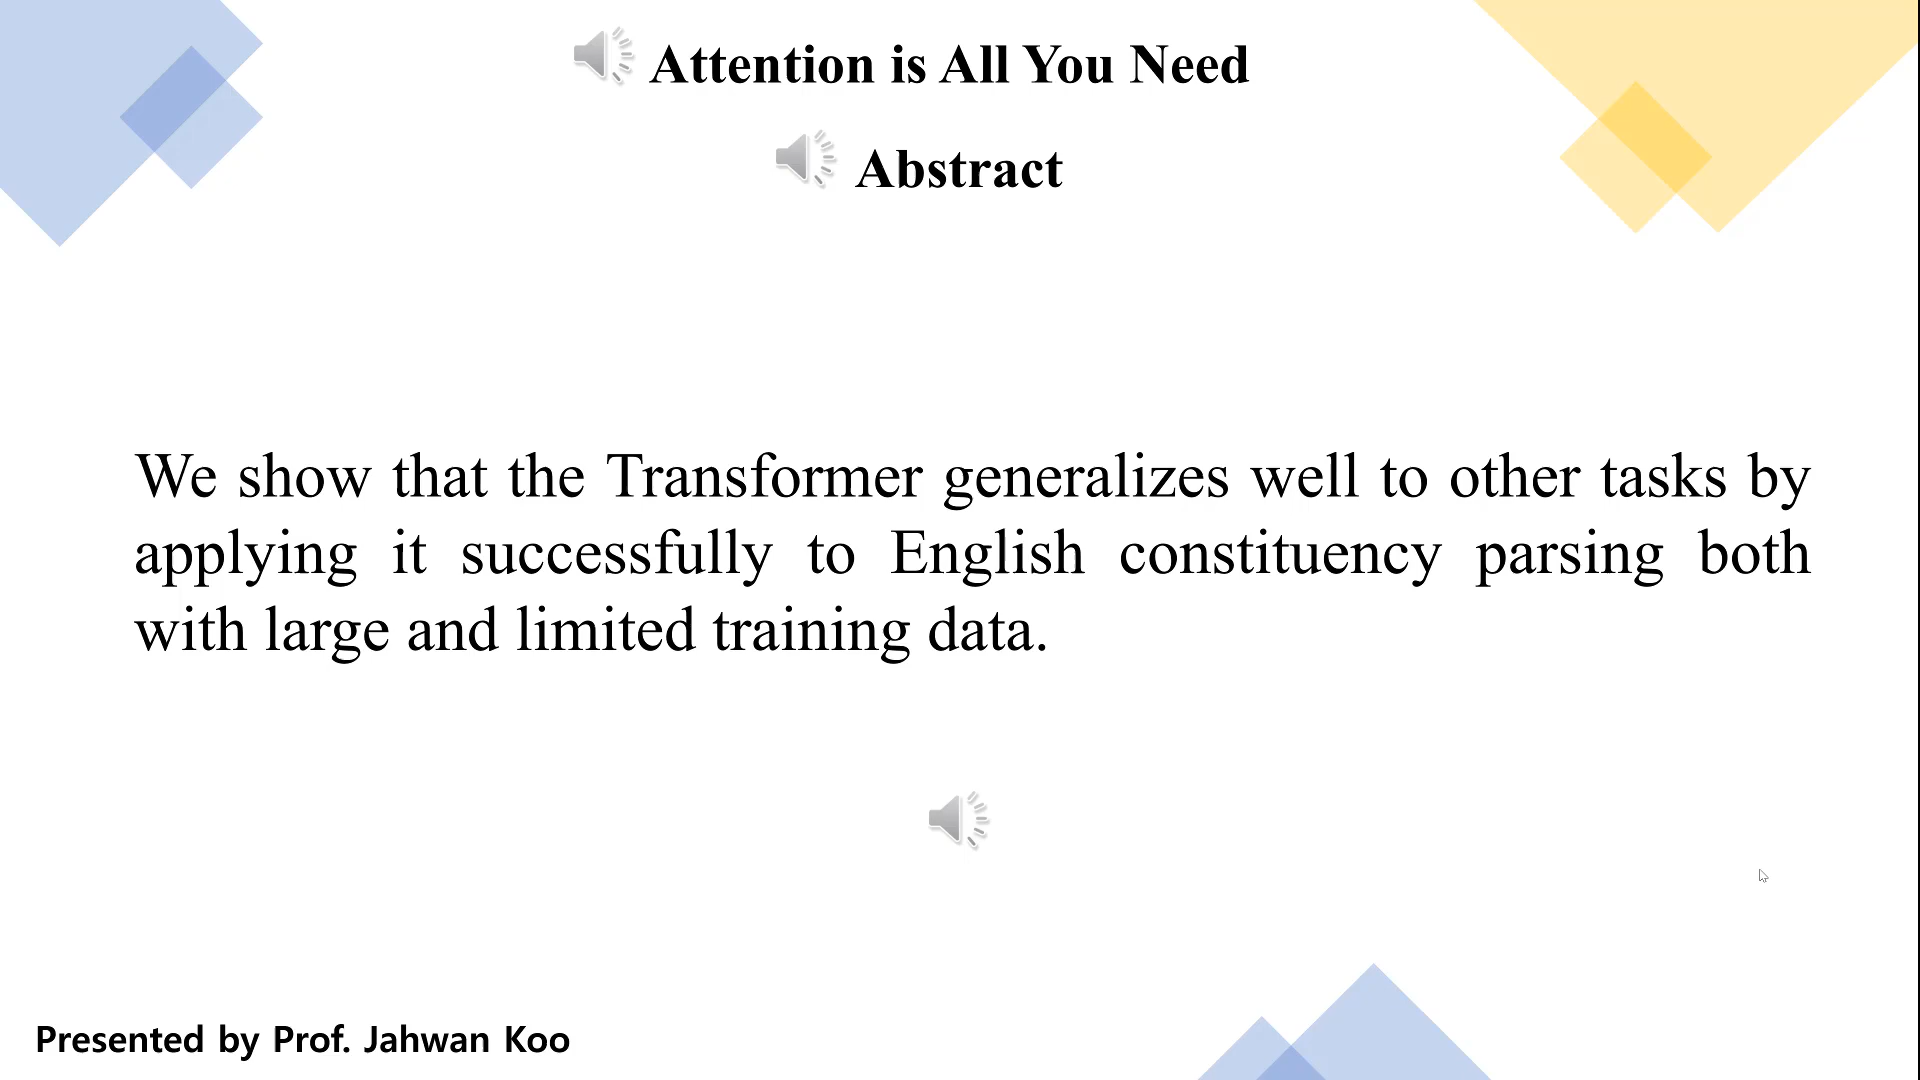 Attention is All You Need
Abstract
We show that the Transformer generalizes well to other tasks by
applying it successfully to English constituency parsing both
with large and limited training data.
Presented by Prof. Jahwan Koo